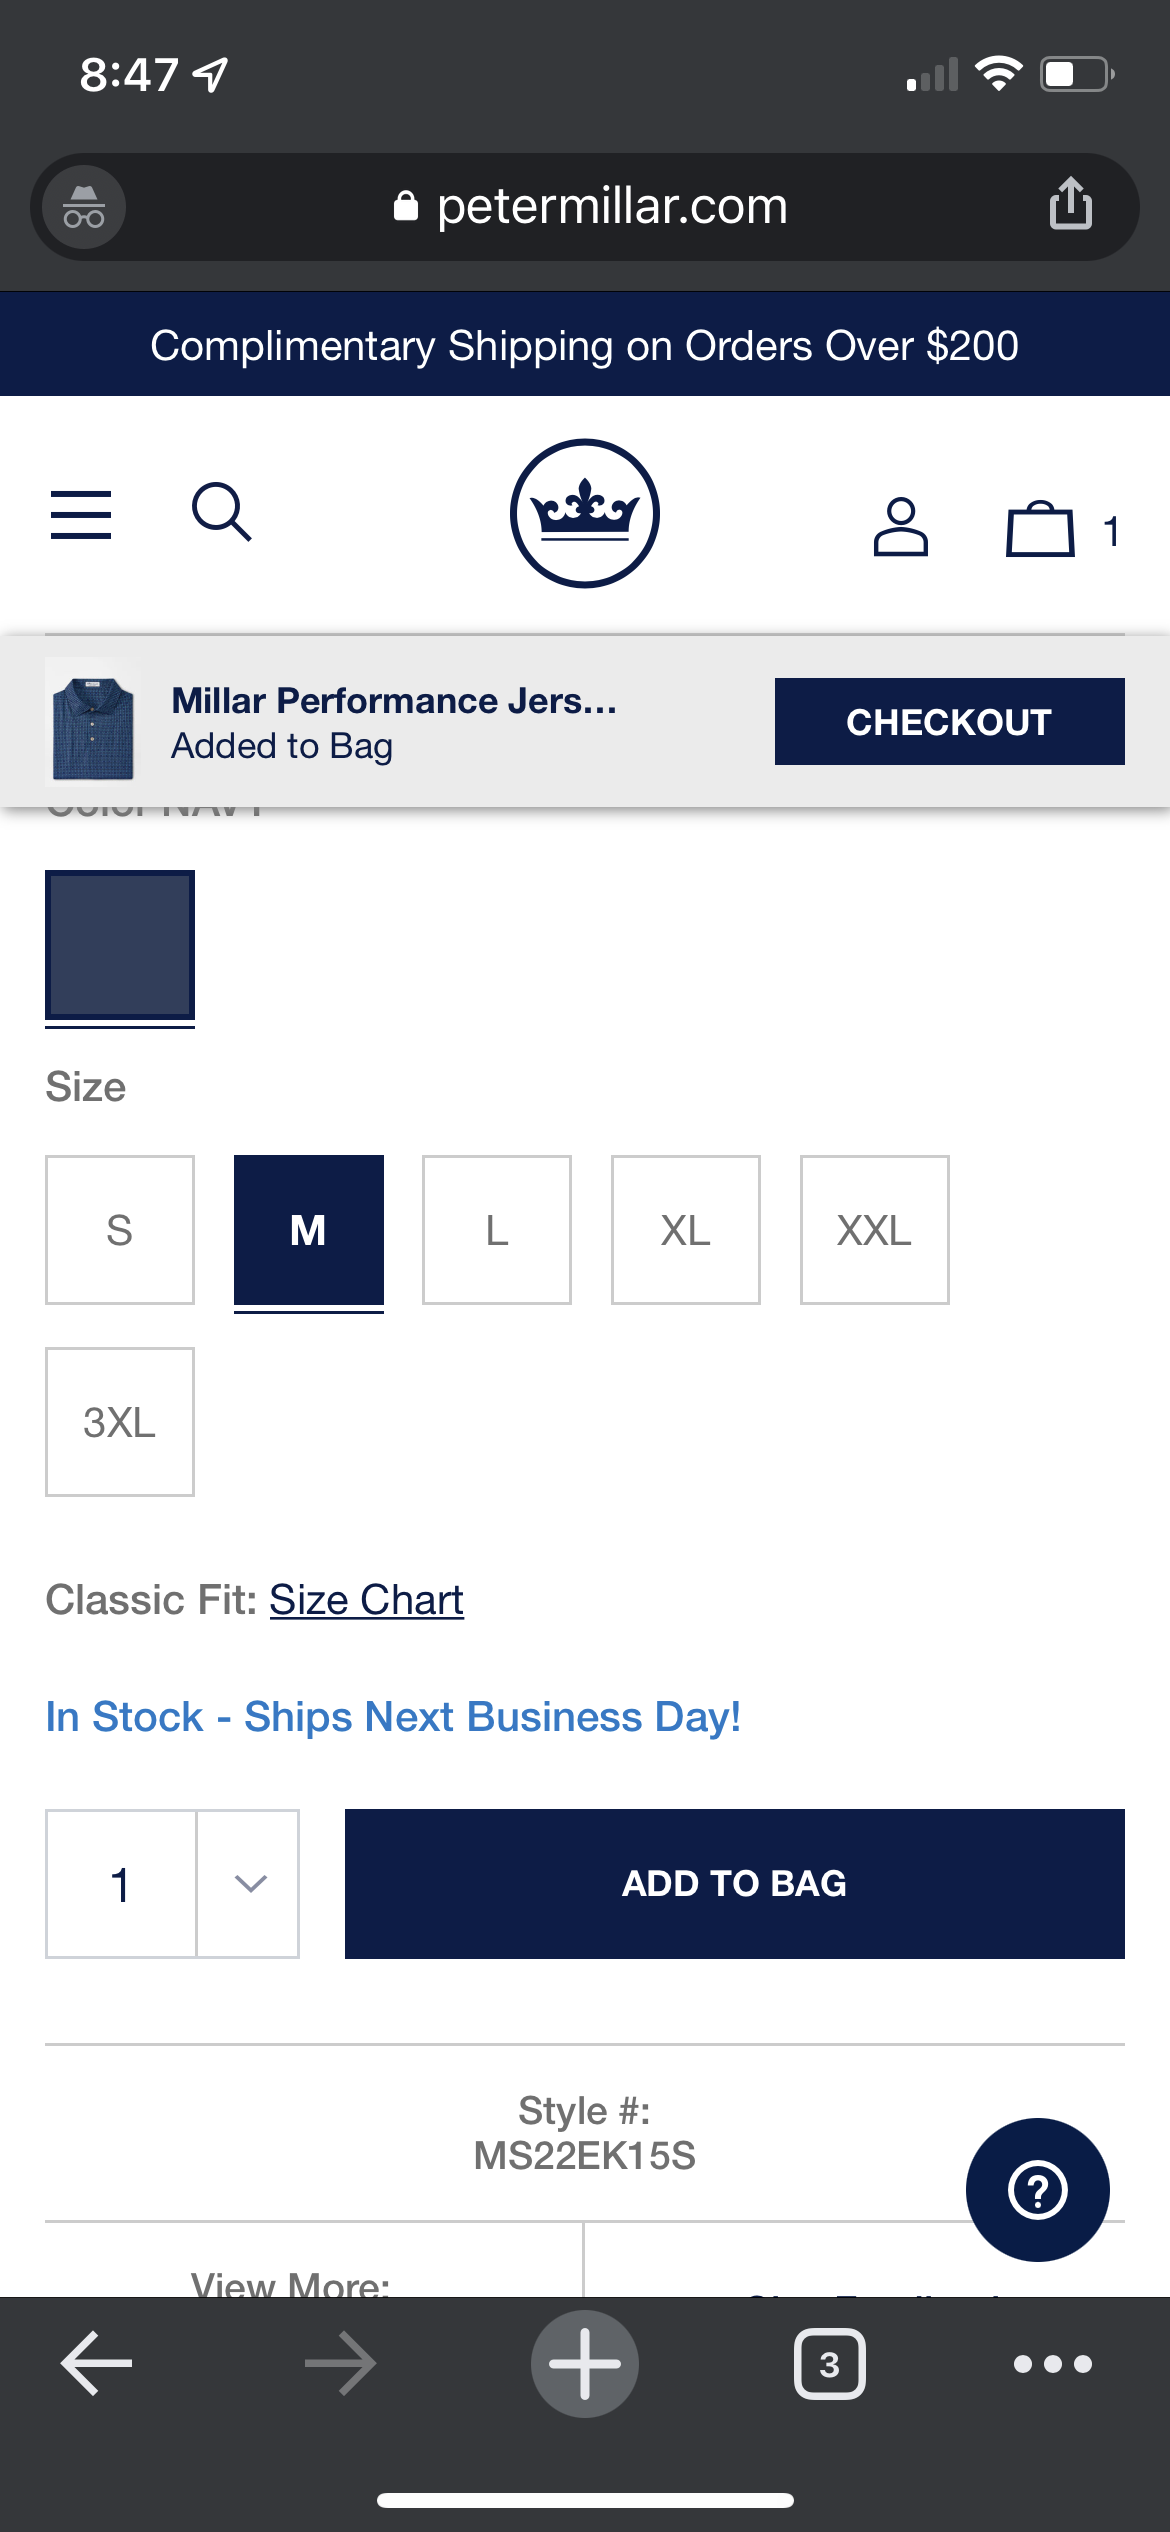 8:47
petermillar.com
Complimentary Shipping on Orders Over $200
1
Millar Performance Jers...
Added to Bag
CHECKOUT
Color NAVY
Size
S M L XL XXL
3XL
Classic Fit: Size Chart
In Stock - Ships Next Business Day!
1
ADD TO BAG
Style #:
MS22EK15S
?
View More:
3